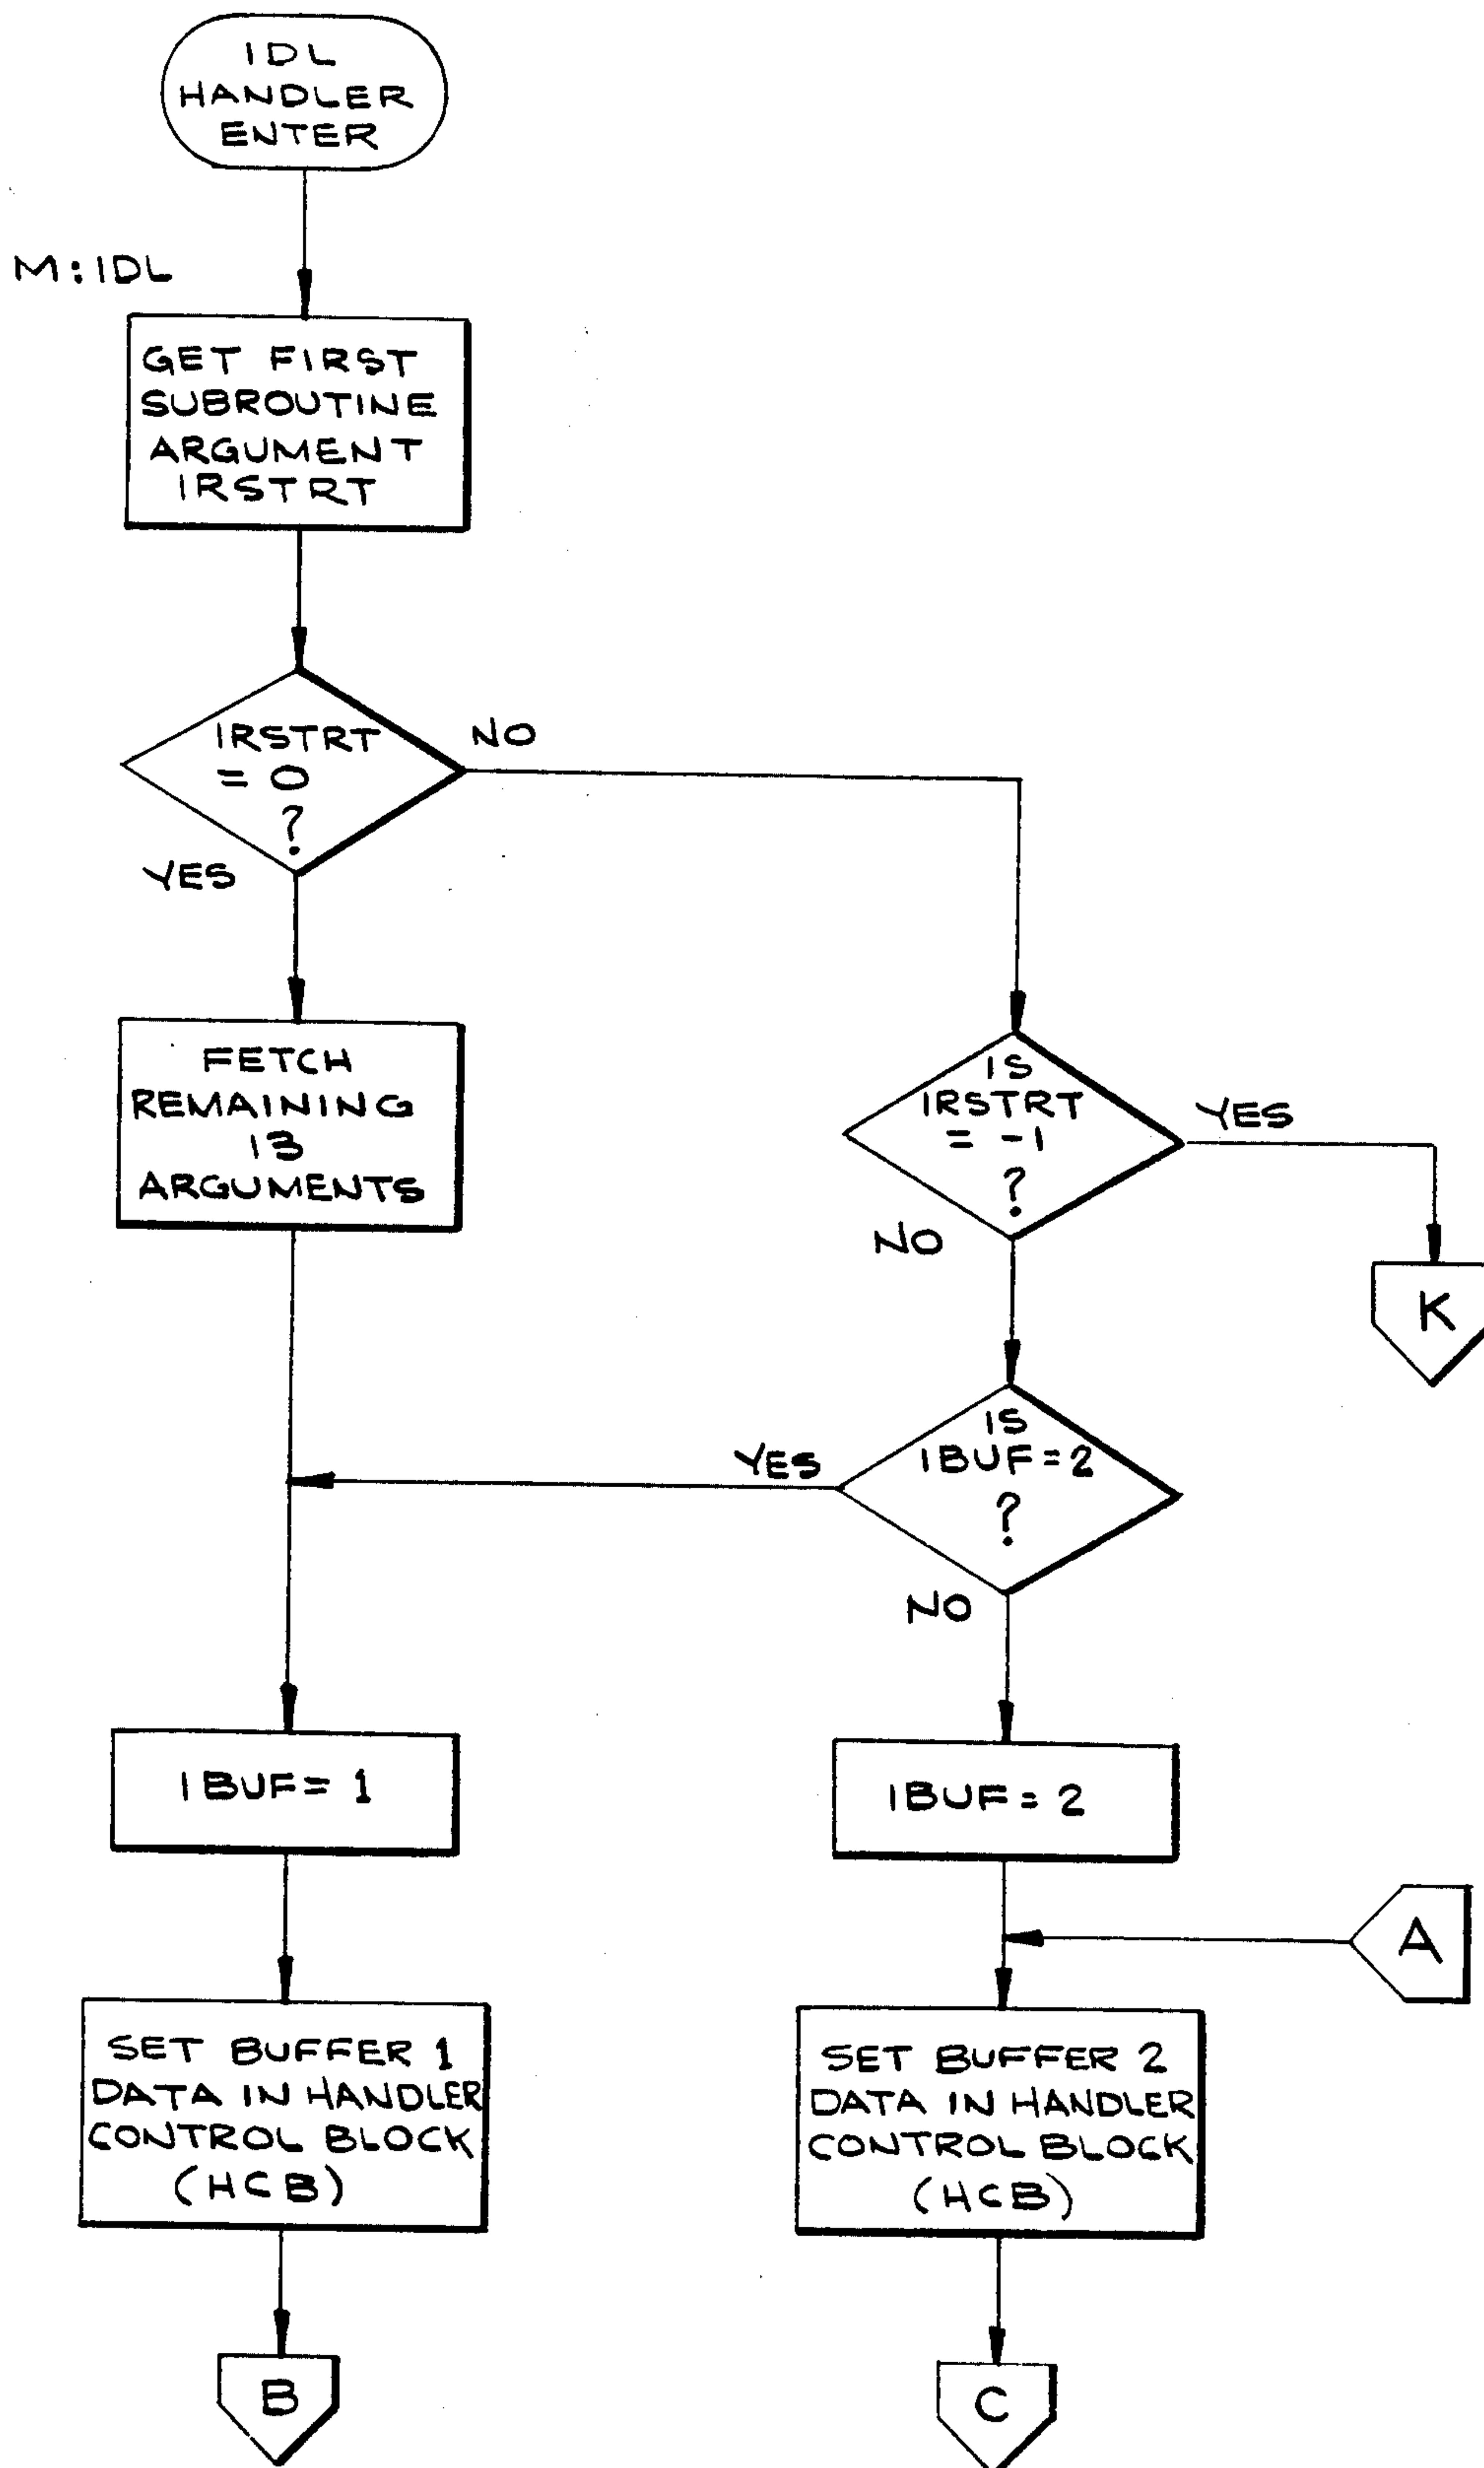 IDL
HANDLER
ENTER
M:IDL
GET FIRST
SUBROUTINE
ARGUMENT
IRSTRT
IRSTRT
= 0
?
NO
YES
FETCH
REMAINING
13
ARGUMENTS
IS
IRSTRT
= -1
?
YES
NO
K
IS
IBUF=2
?
YES
NO
IBUF= 1
IBUF=2
A
SET BUFFER 1
DATA IN HANDLER
CONTROL BLOCK
(HCB)
SET BUFFER 2
DATA IN HANDLER
CONTROL BLOCK
(HCB)
B
C